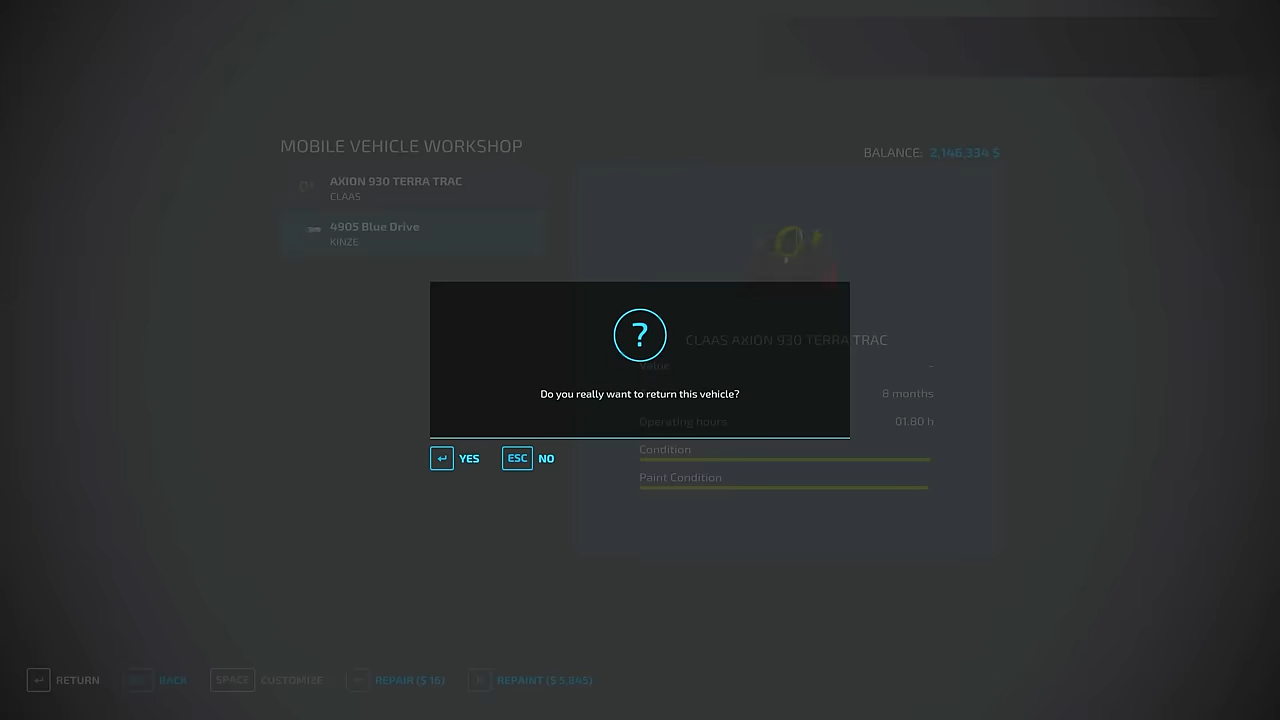 MOBILE VEHICLE WORKSHOP
BALANCE: 2,146,334 $
AXION 930 TERRA TRAC
CLAAS
4905 Blue Drive
KINZE
?
CLAAS AXION 930 TERRA TRAC
Value –
Do you really want to return this vehicle?
8 months
Operating hours 01.80 h
Condition
↵ YES ESC NO
Paint Condition
↵ RETURN BACK SPACE CUSTOMIZE REPAIR ($ 16) REPAINT ($ 5,845)